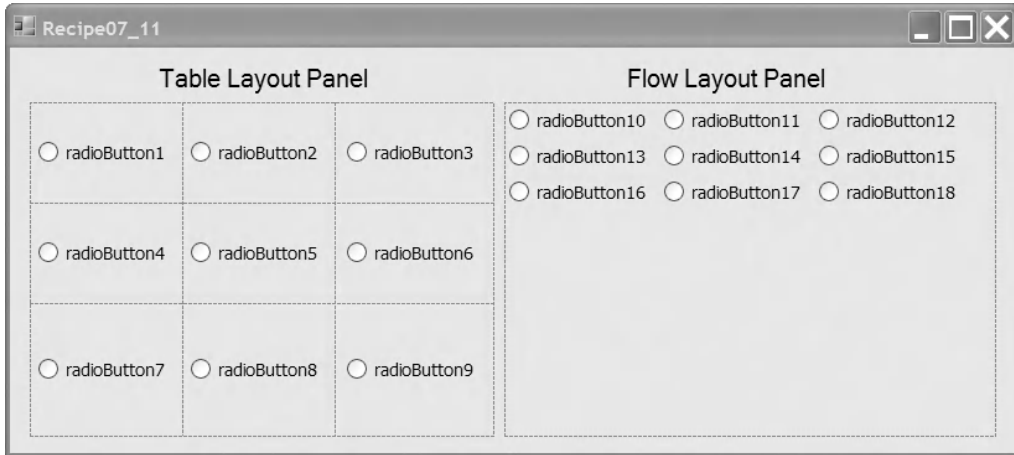 Recipe07_11
Table Layout Panel
radioButton1 radioButton2 radioButton3
radioButton4 radioButton5 radioButton6
radioButton7 radioButton8 radioButton9
Flow Layout Panel
radioButton10 radioButton11 radioButton12
radioButton13 radioButton14 radioButton15
radioButton16 radioButton17 radioButton18